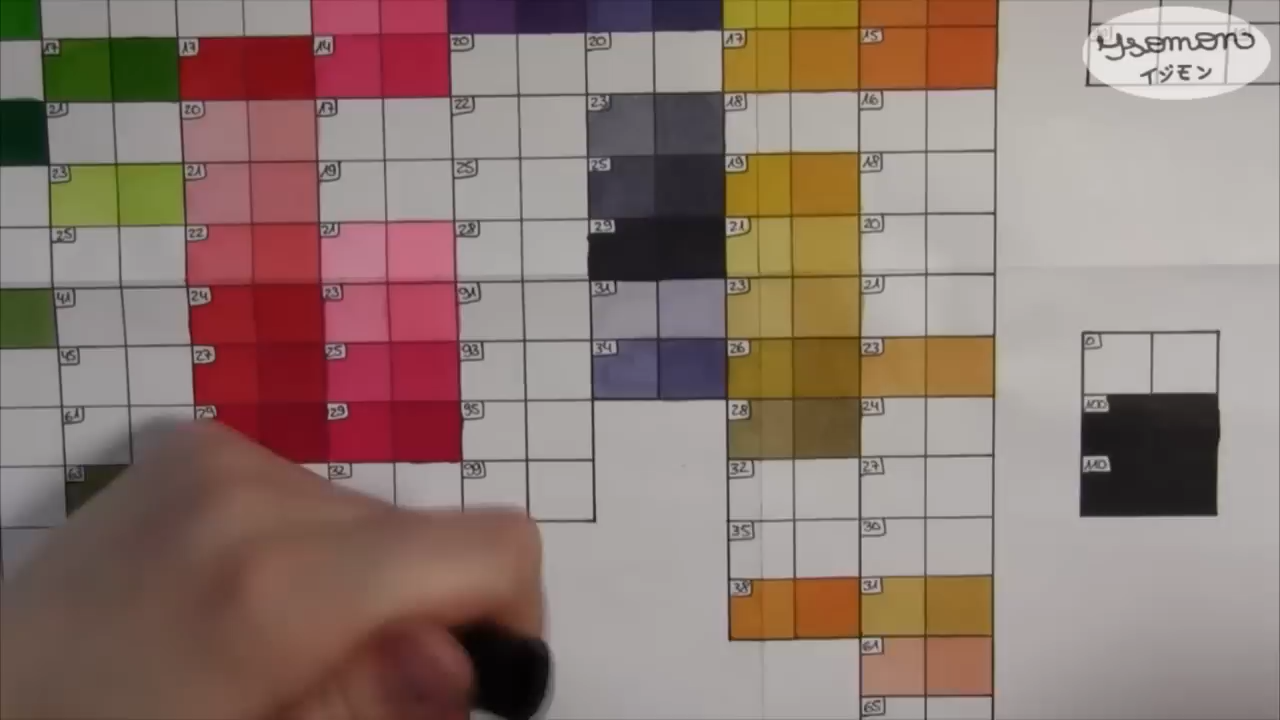 Ysomon
イジモン
17 17 14 20 20 17 15
21 20 17 22 23 18 16
23 21 19 25 25 19 18
25 22 21 28 29 21 20
41 24 23 91 31 23 21
0
45 27 25 93 34 26 23
61 29 29 95 28 24
100
63 32 99 32 27
110
35 30
38 31
61
65